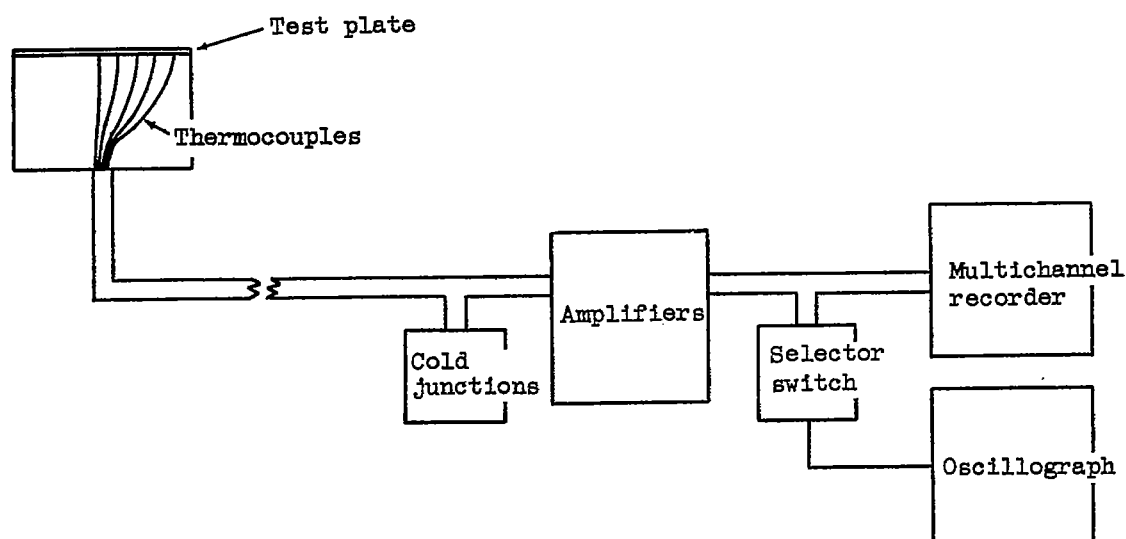 Test plate
Thermocouples
Multichannel
recorder
Amplifiers
Cold
junctions
Selector
switch
Oscillograph